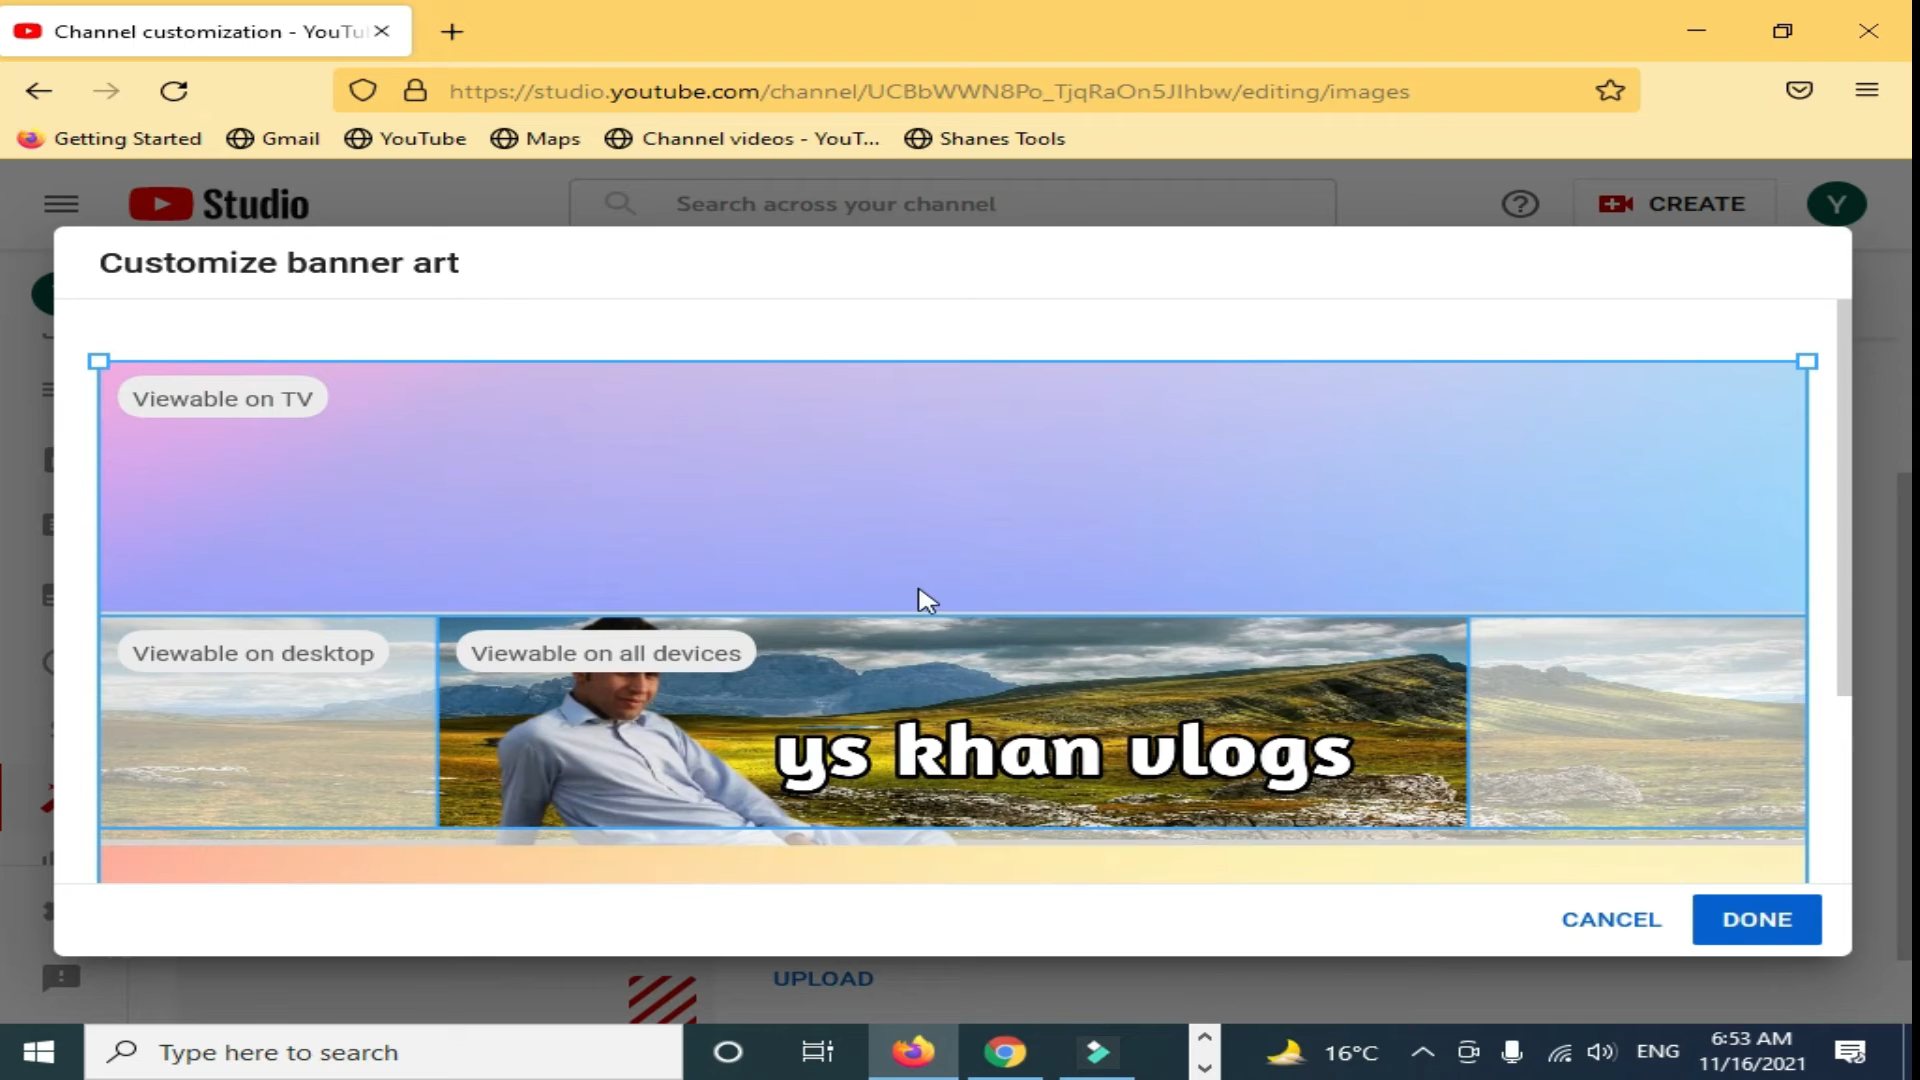 Channel customization - YouTu
https://studio.youtube.com/channel/UCBbWWN8Po_TjqRaOn5JIhbw/editing/images
Getting Started
Gmail
YouTube
Maps
Channel videos - YouT...
Shanes Tools
Studio
Search across your channel
CREATE
Y
Customize banner art
Viewable on TV
Viewable on desktop
Viewable on all devices
ys khan vlogs
CANCEL
DONE
UPLOAD
Type here to search
16°C
ENG
6:53 AM
11/16/2021